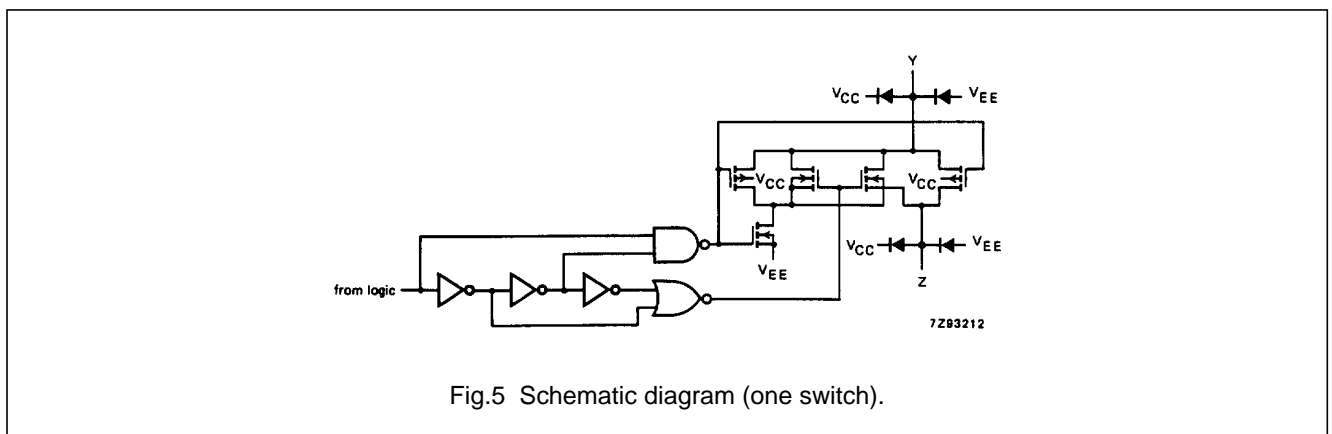 Y
VCC VEE
VCC VCC
VCC VEE
VEE
from logic
Z
7Z93212
Fig.5 Schematic diagram (one switch).